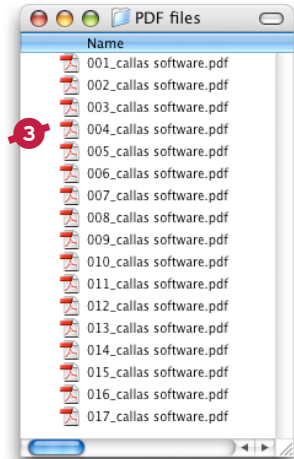 PDF files
Name
001_callas software.pdf
002_callas software.pdf
003_callas software.pdf
3
004_callas software.pdf
005_callas software.pdf
006_callas software.pdf
007_callas software.pdf
008_callas software.pdf
009_callas software.pdf
010_callas software.pdf
011_callas software.pdf
012_callas software.pdf
013_callas software.pdf
014_callas software.pdf
015_callas software.pdf
016_callas software.pdf
017_callas software.pdf